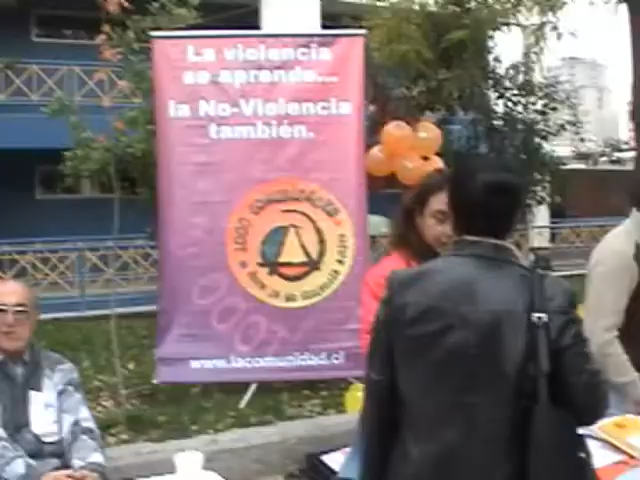 La violencia
se aprende...
la No-Violencia
también.
www.lacomunidad.cl